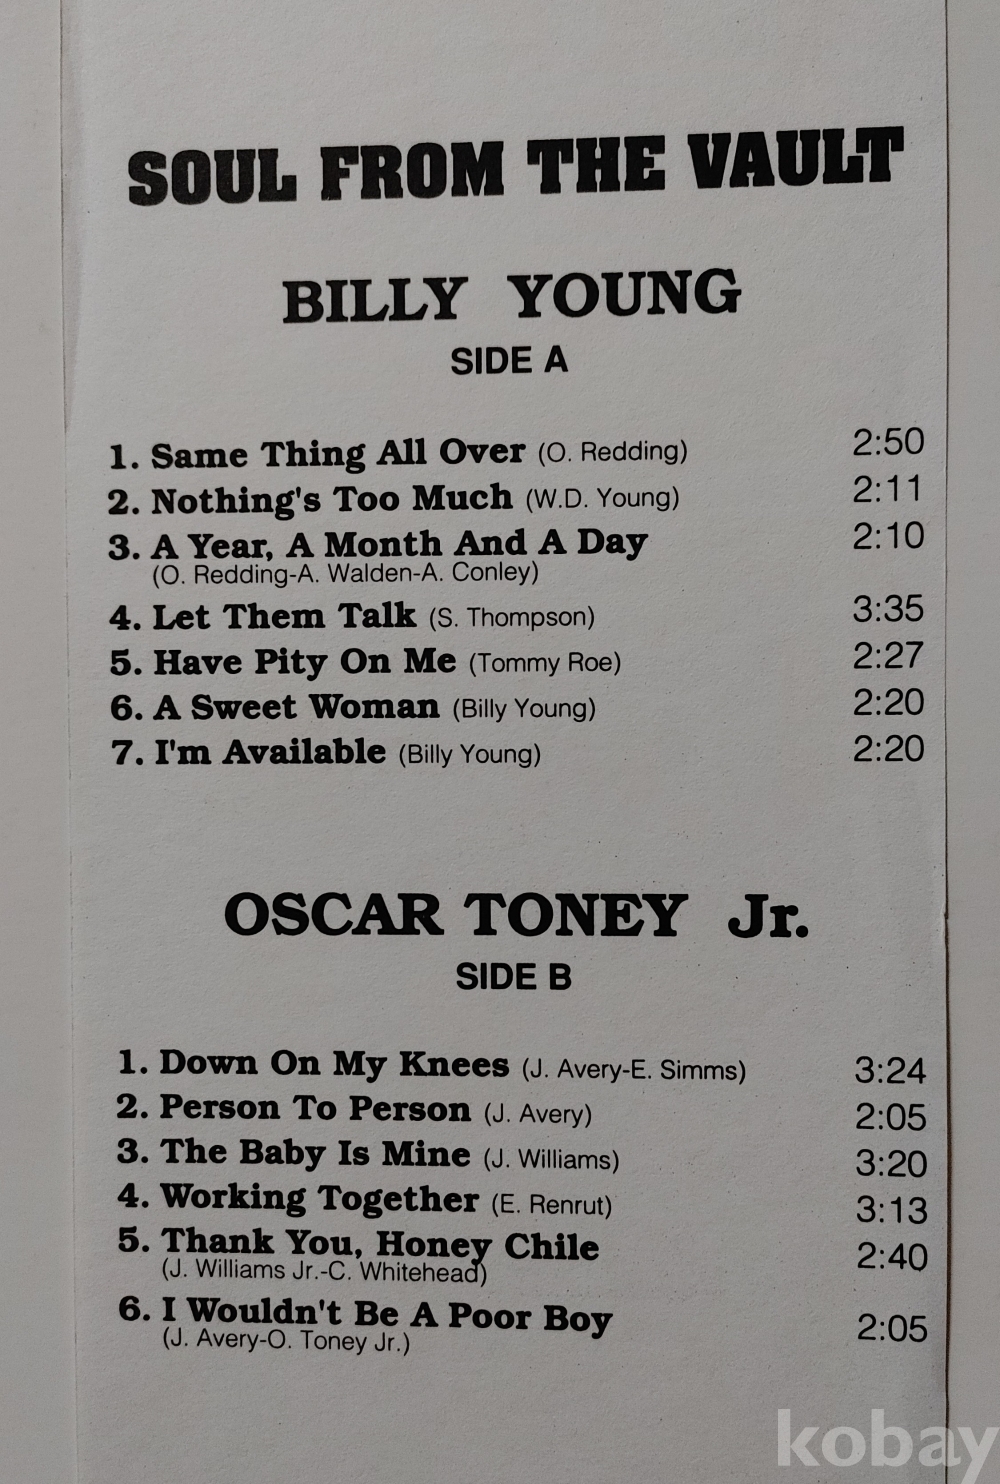 SOUL FROM THE VAULT
BILLY YOUNG
SIDE A
1. Same Thing All Over (O. Redding) 2:50
2. Nothing's Too Much (W.D. Young) 2:11
3. A Year, A Month And A Day 2:10
(O. Redding-A. Walden-A. Conley)
4. Let Them Talk (S. Thompson) 3:35
5. Have Pity On Me (Tommy Roe) 2:27
6. A Sweet Woman (Billy Young) 2:20
7. I'm Available (Billy Young) 2:20
OSCAR TONEY Jr.
SIDE B
1. Down On My Knees (J. Avery-E. Simms) 3:24
2. Person To Person (J. Avery) 2:05
3. The Baby Is Mine (J. Williams) 3:20
4. Working Together (E. Renrut) 3:13
5. Thank You, Honey Chile 2:40
(J. Williams Jr.-C. Whitehead)
6. I Wouldn't Be A Poor Boy 2:05
(J. Avery-O. Toney Jr.)
kobay